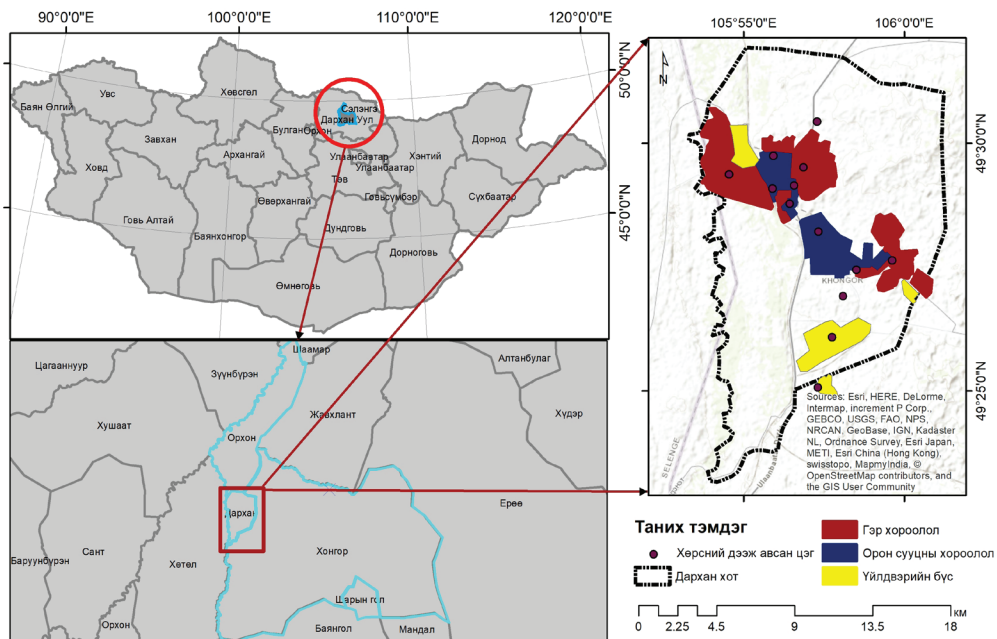 90°0'0"E
100°0'0"E
110°0'0"E
120°0'0"E
50°0'0"N
45°0'0"N
Баян Өлгий
Увс
Хөвсгөл
Сэлэнгэ
Дархан Уул
Булган
Орхон
Завхан
Архангай
Улаанбаатар
Улаанбаатар
Хэнтий
Дорнод
Ховд
Төв
Өвөрхангай
Говьсүмбэр
Сүхбаатар
Говь Алтай
Баянхонгор
Дундговь
Дорноговь
Өмнөговь
Цагааннуур
Зүүнбүрэн
Шаамар
Алтанбулаг
Хушаат
Жавхлант
Хүдэр
Орхон
Дархан
Ерөө
Баруунбүрэн
Сант
Хөтөл
Хонгор
Шарын гол
Орхон
Баянгол
Мандал
105°55'0"E
106°0'0"E
49°30'0"N
49°25'0"N
N
KHONGOR
SELENGE
Sources: Esri, HERE, DeLorme,
Intermap, increment P Corp.,
GEBCO, USGS, FAO, NPS,
NRCAN, GeoBase, IGN, Kadaster
NL, Ordnance Survey, Esri Japan,
METI, Esri China (Hong Kong),
swisstopo, MapmyIndia, ©
OpenStreetMap contributors, and
the GIS User Community
Таних тэмдэг
Хөрсний дээж авсан цэг
Дархан хот
Гэр хороолол
Орон сууцны хороолол
Үйлдвэрийн бүс
0 2.25 4.5 9 13.5 18
км